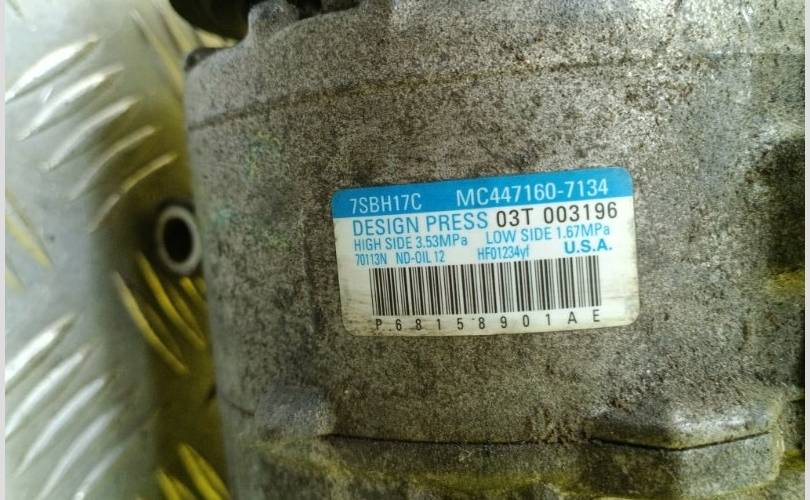 7SBH17C MC447160-7134
DESIGN PRESS 03T 003196
HIGH SIDE 3.53MPa LOW SIDE 1.67MPa
70113N ND-OIL 12 HF01234yf U.S.A.
P68158901AE